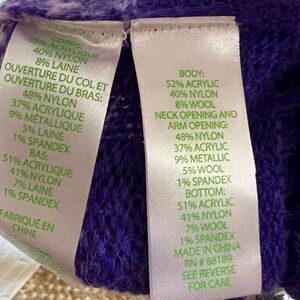 40% NYLON
8% LAINE
OUVERTURE DU COL ET
OUVERTURE DU BRAS:
48% NYLON
37% ACRYLIQUE
9% MÉTALLIQUE
5% LAINE
1% SPANDEX
BAS:
51% ACRYLIQUE
41% NYLON
7% LAINE
1% SPANDEX
FABRIQUÉ EN
CHINE
BODY:
52% ACRYLIC
40% NYLON
8% WOOL
NECK OPENING AND
ARM OPENING:
48% NYLON
37% ACRYLIC
9% METALLIC
5% WOOL
1% SPANDEX
BOTTOM:
51% ACRYLIC
41% NYLON
7% WOOL
1% SPANDEX
MADE IN CHINA
RN # 88189
SEE REVERSE
FOR CARE